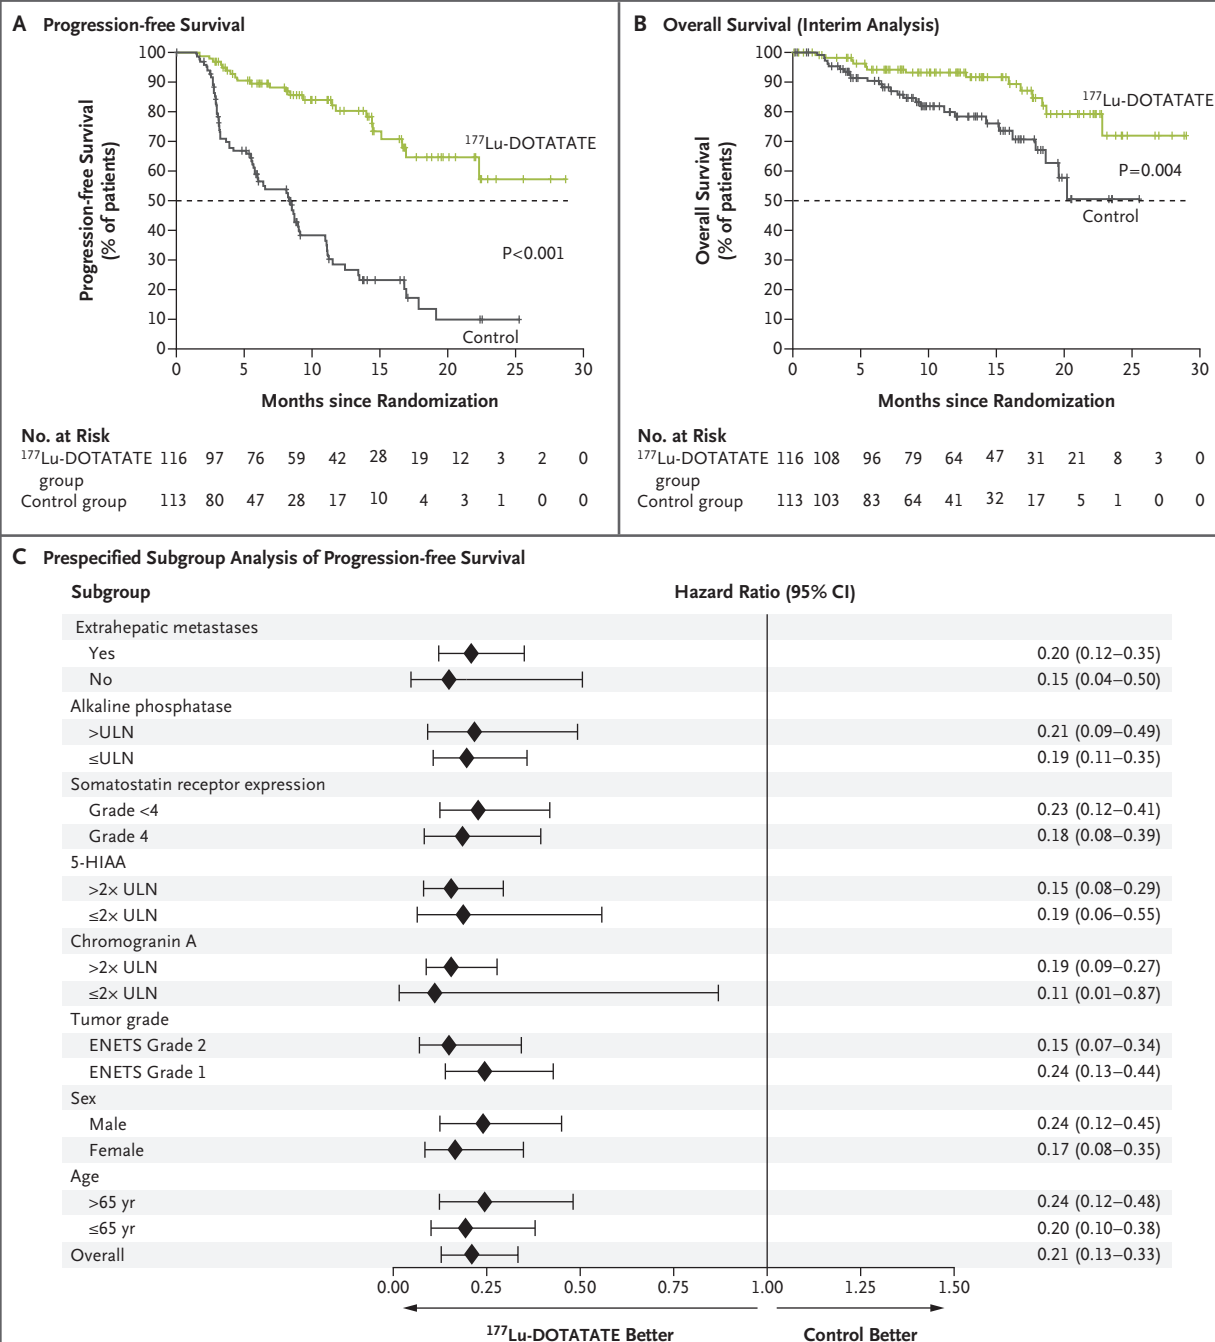 A Progression-free Survival
100
90
80
70
60
50
40
30
20
10
0
Progression-free Survival
(% of patients)
177Lu-DOTATATE
P<0.001
Control
0 5 10 15 20 25 30
Months since Randomization
No. at Risk
177Lu-DOTATATE 116 97 76 59 42 28 19 12 3 2 0
group
Control group 113 80 47 28 17 10 4 3 1 0 0
B Overall Survival (Interim Analysis)
100
90
80
70
60
50
40
30
20
10
0
Overall Survival
(% of patients)
177Lu-DOTATATE
P=0.004
Control
0 5 10 15 20 25 30
Months since Randomization
No. at Risk
177Lu-DOTATATE 116 108 96 79 64 47 31 21 8 3 0
group
Control group 113 103 83 64 41 32 17 5 1 0 0
C Prespecified Subgroup Analysis of Progression-free Survival
Subgroup Hazard Ratio (95% CI)
Extrahepatic metastases
Yes 0.20 (0.12–0.35)
No 0.15 (0.04–0.50)
Alkaline phosphatase
>ULN 0.21 (0.09–0.49)
≤ULN 0.19 (0.11–0.35)
Somatostatin receptor expression
Grade <4 0.23 (0.12–0.41)
Grade 4 0.18 (0.08–0.39)
5-HIAA
>2× ULN 0.15 (0.08–0.29)
≤2× ULN 0.19 (0.06–0.55)
Chromogranin A
>2× ULN 0.19 (0.09–0.27)
≤2× ULN 0.11 (0.01–0.87)
Tumor grade
ENETS Grade 2 0.15 (0.07–0.34)
ENETS Grade 1 0.24 (0.13–0.44)
Sex
Male 0.24 (0.12–0.45)
Female 0.17 (0.08–0.35)
Age
>65 yr 0.24 (0.12–0.48)
≤65 yr 0.20 (0.10–0.38)
Overall 0.21 (0.13–0.33)
0.00 0.25 0.50 0.75 1.00 1.25 1.50
177Lu-DOTATATE Better Control Better